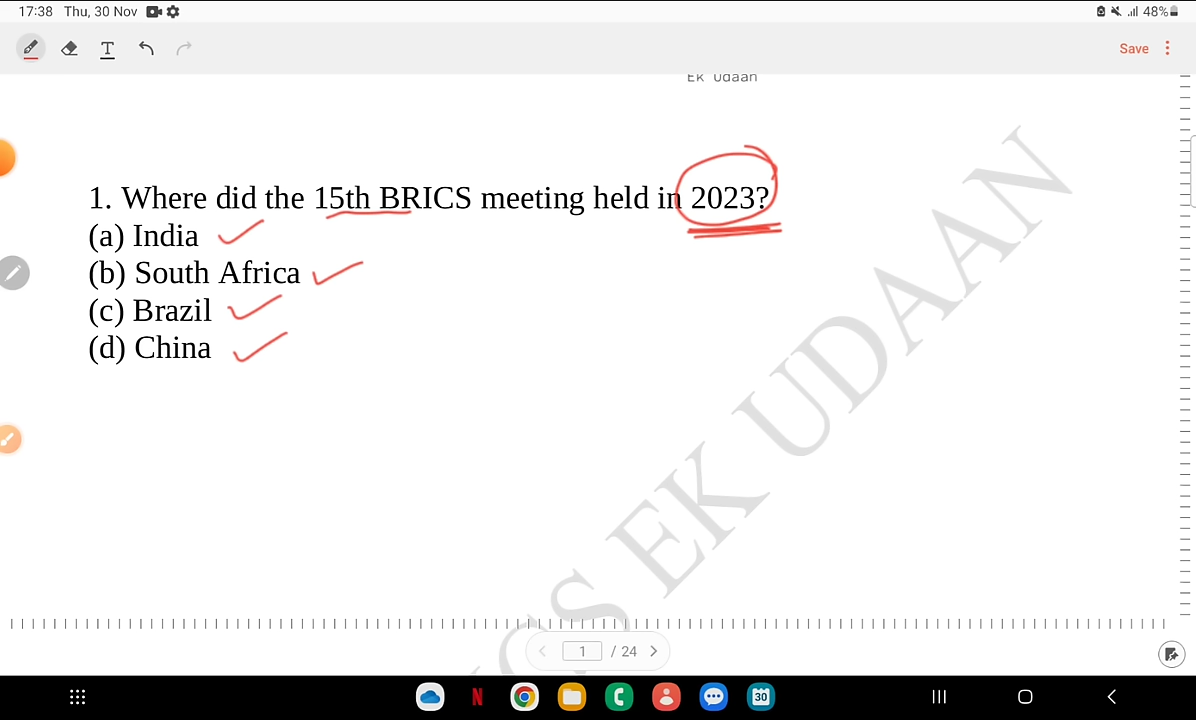 17:38 Thu, 30 Nov
48%
T
Save
Ek Udaan
1. Where did the 15th BRICS meeting held in 2023?
(a) India
(b) South Africa
(c) Brazil
(d) China
EK UDAAN
1 / 24
N
30